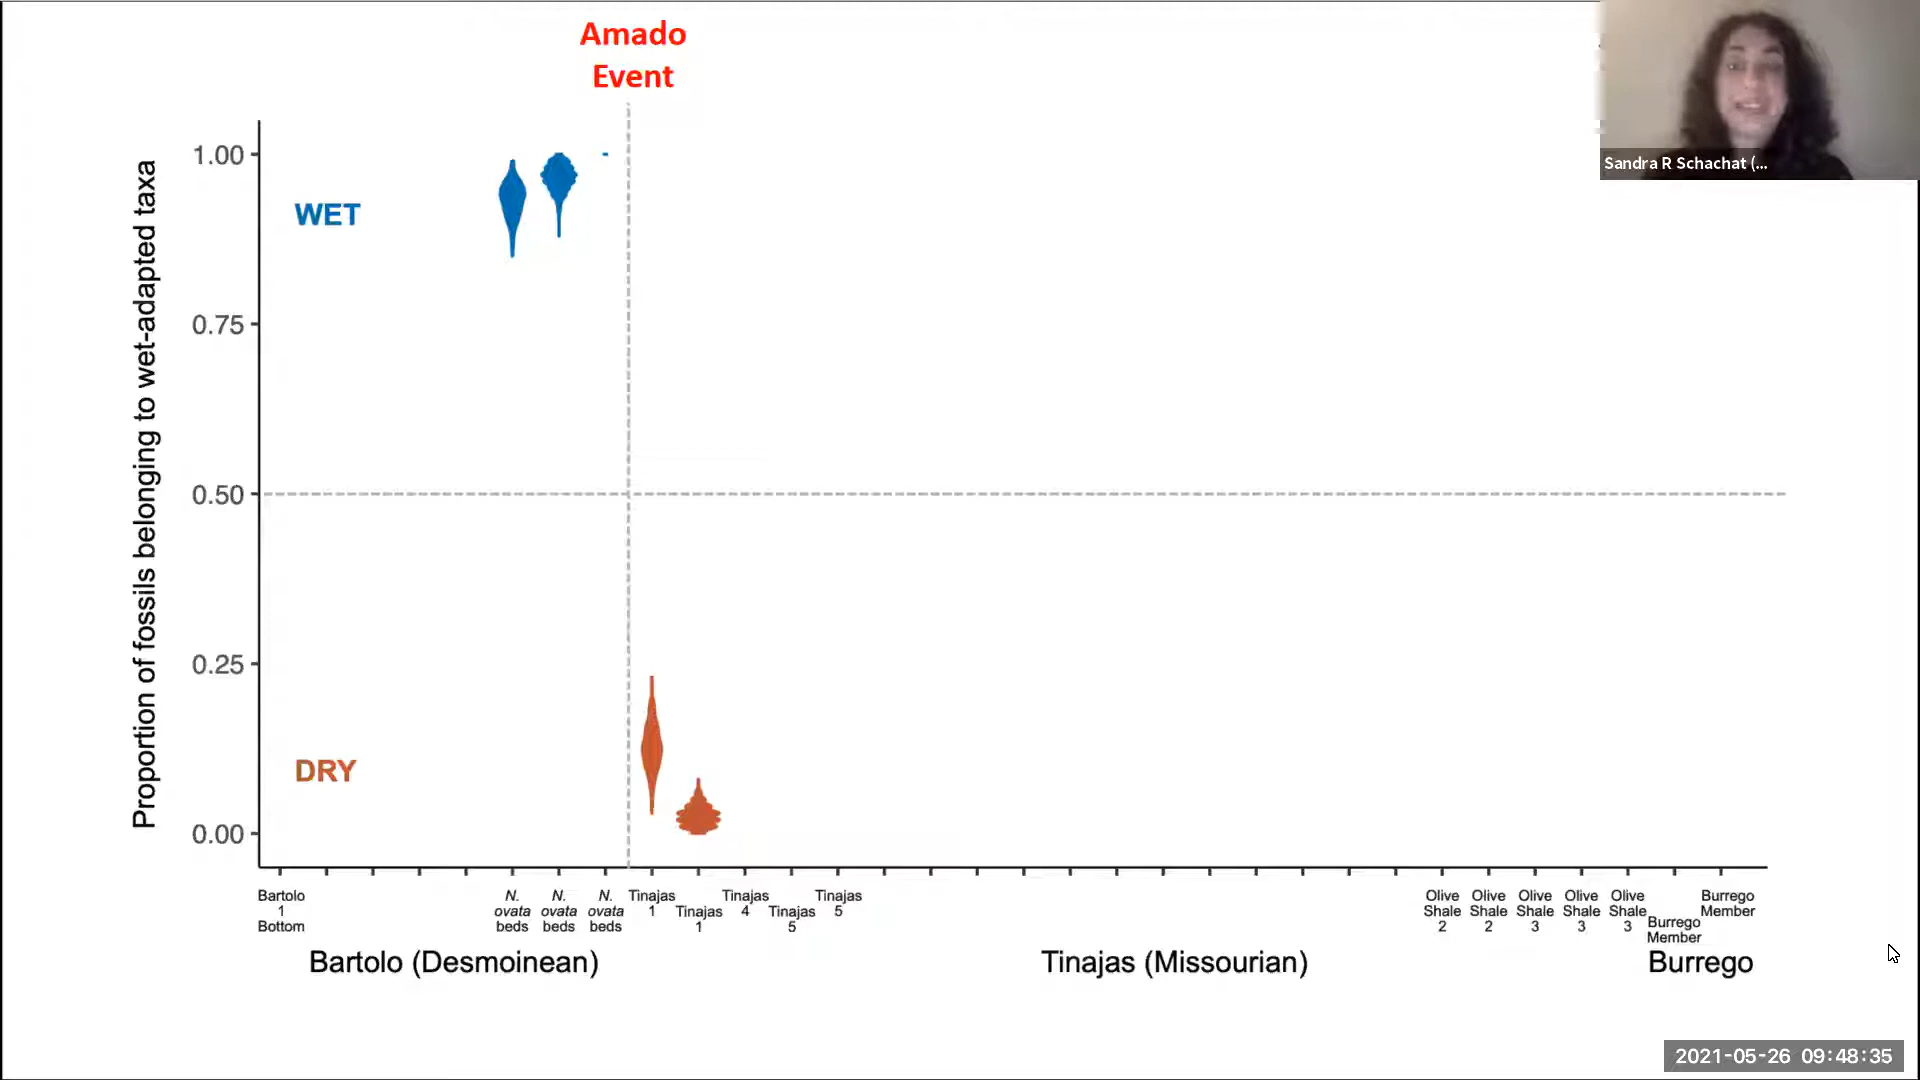 Amado
Event
Sandra R Schachat (...
Proportion of fossils belonging to wet-adapted taxa
1.00
0.75
0.50
0.25
0.00
WET
DRY
Bartolo
1
Bottom
N.
ovata
beds
N.
ovata
beds
N.
ovata
beds
Tinajas
1
Tinajas
1
Tinajas
4
Tinajas
5
Tinajas
5
Olive
Shale
2
Olive
Shale
2
Olive
Shale
3
Olive
Shale
3
Olive
Shale
3
Burrego
Member
Burrego
Member
Bartolo (Desmoinean)
Tinajas (Missourian)
Burrego
2021-05-26 09:48:35